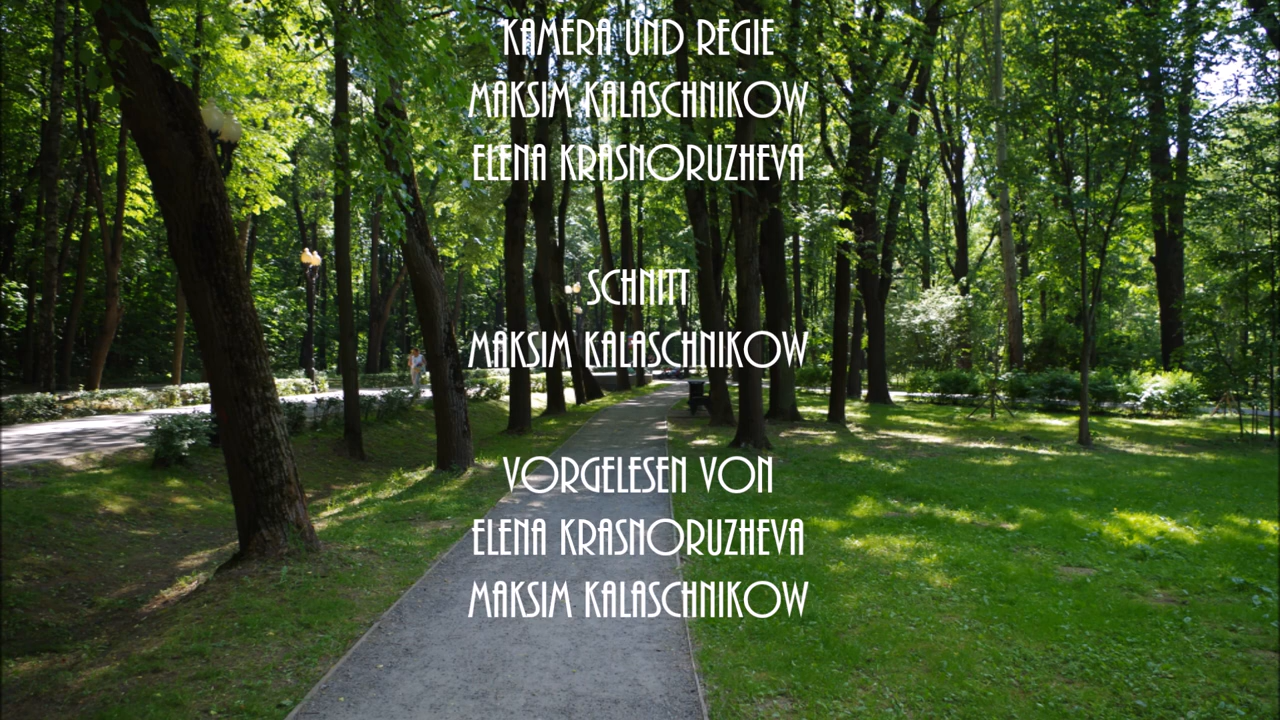 KAMERA UND REGIE
MAKSIM KALASCHNIKOW
ELENA KRASNORUZHEVA
SCHNITT
MAKSIM KALASCHNIKOW
VORGELESEN VON
ELENA KRASNORUZHEVA
MAKSIM KALASCHNIKOW